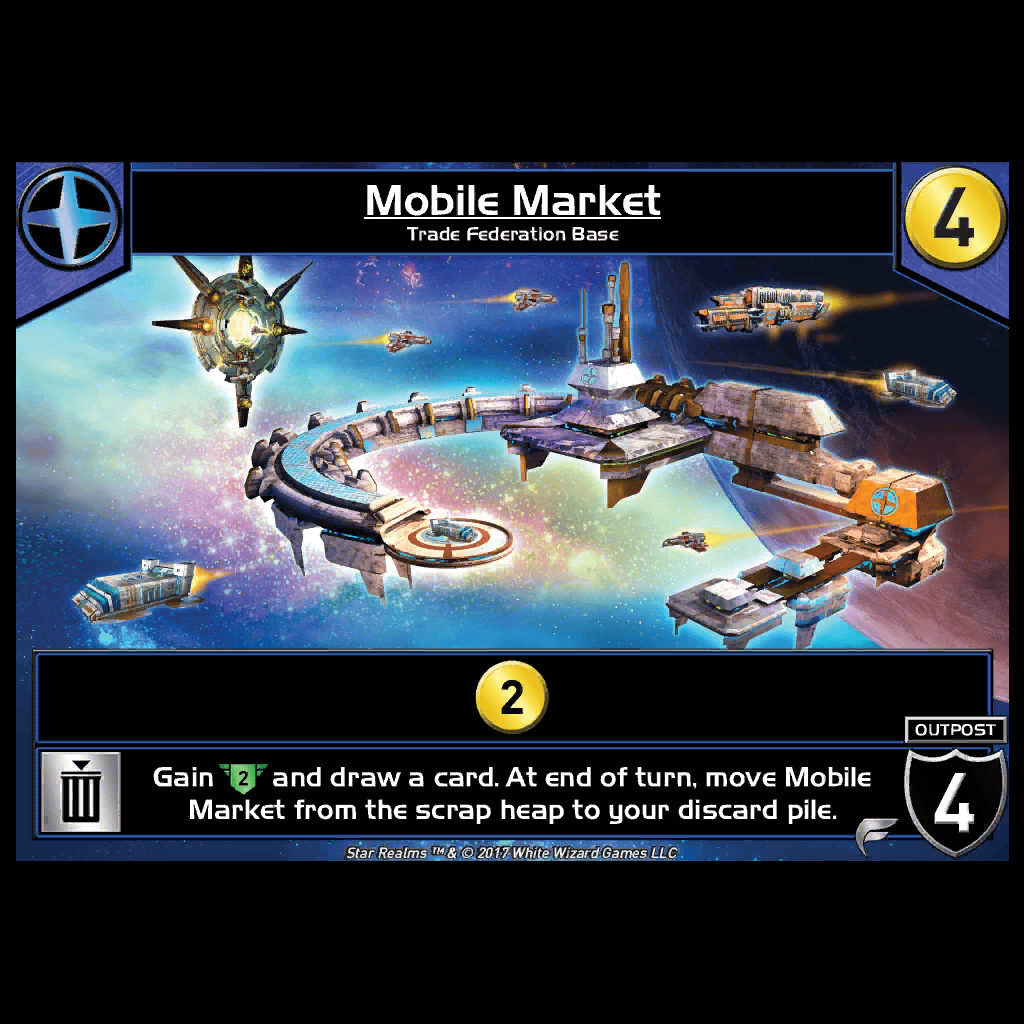 Mobile Market
Trade Federation Base
4
2
OUTPOST
Gain 2 and draw a card. At end of turn, move Mobile
Market from the scrap heap to your discard pile.
4
Star Realms ™ & © 2017 White Wizard Games LLC